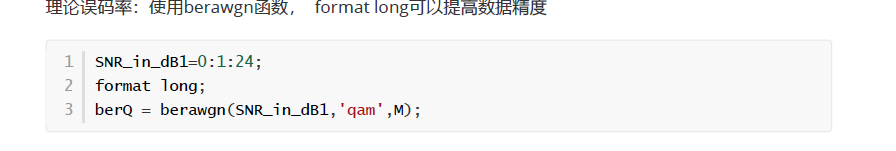 理论误码率：使用berawgn函数， format long可以提高数据精度
1 SNR_in_dB1=0:1:24;
2 format long;
3 berQ = berawgn(SNR_in_dB1,'qam',M);